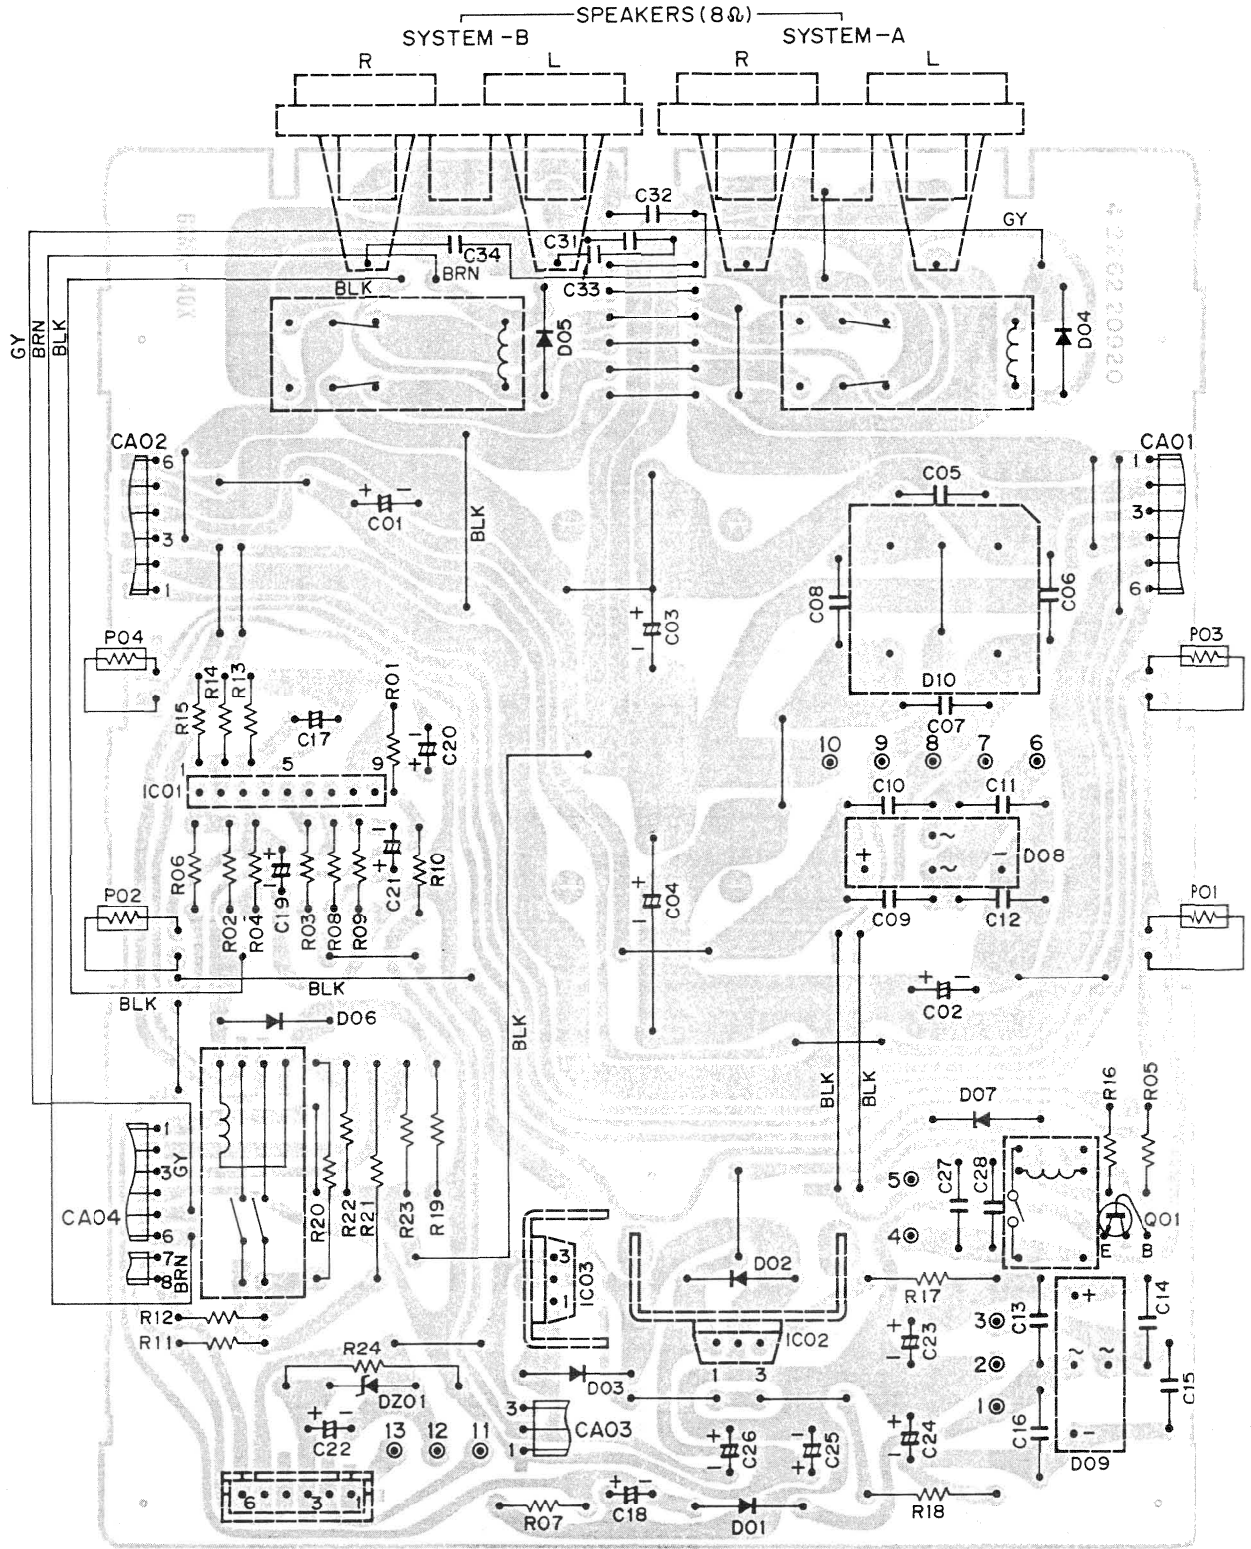 SPEAKERS (8Ω)
SYSTEM-B
SYSTEM-A
R
L
R
L
C32
GY
C31
C34
BRN
C33
BLK
GY
BRN
BLK
D05
D04
4226220920
CA02
6
3
1
C01
BLK
C05
CA01
1
3
6
C08
C06
C03
P04
P03
D10
C07
R15
R14
R13
C17
R01
C20
10
9
8
7
6
1
5
9
IC01
C10
C11
D08
~
~
+
-
C09
C12
R06
R02
R04
C19
R03
R08
R09
C21
R10
P02
P01
C04
BLK
BLK
C02
D06
BLK
BLK
BLK
D07
R16
R05
1
3
6
7
8
CA04
GY
BRN
R20
R22
R21
R23
R19
5
4
C27
C28
Q01
E
B
IC03
3
1
D02
IC02
1
3
R17
R12
R11
R24
DZ01
D03
C23
3
2
1
C13
C14
C15
C16
D09
+
~
~
-
C22
13
12
11
3
1
CA03
C26
C25
C24
6
3
1
R07
C18
D01
R18